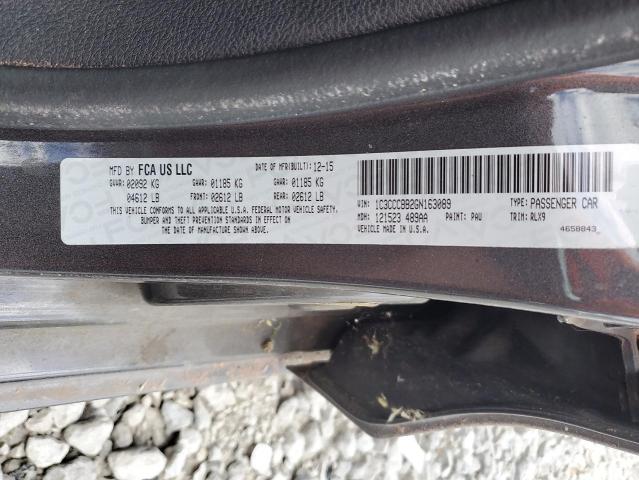 MFD BY FCA US LLC DATE OF MFR(BUILT): 12-15
GVWR: 02092 KG GAWR: 01185 KG GAWR: 01185 KG
04612 LB FRONT: 02612 LB REAR: 02612 LB
THIS VEHICLE CONFORMS TO ALL APPLICABLE U.S.A. FEDERAL MOTOR VEHICLE SAFETY,
BUMPER AND THEFT PREVENTION STANDARDS IN EFFECT ON
THE DATE OF MANUFACTURE SHOWN ABOVE.
VIN: 1C3CCCBB2GN163089 TYPE: PASSENGER CAR
MDH: 121523 489AA PAINT: PAU TRIM: RLX9
VEHICLE MADE IN U.S.A. 4658843